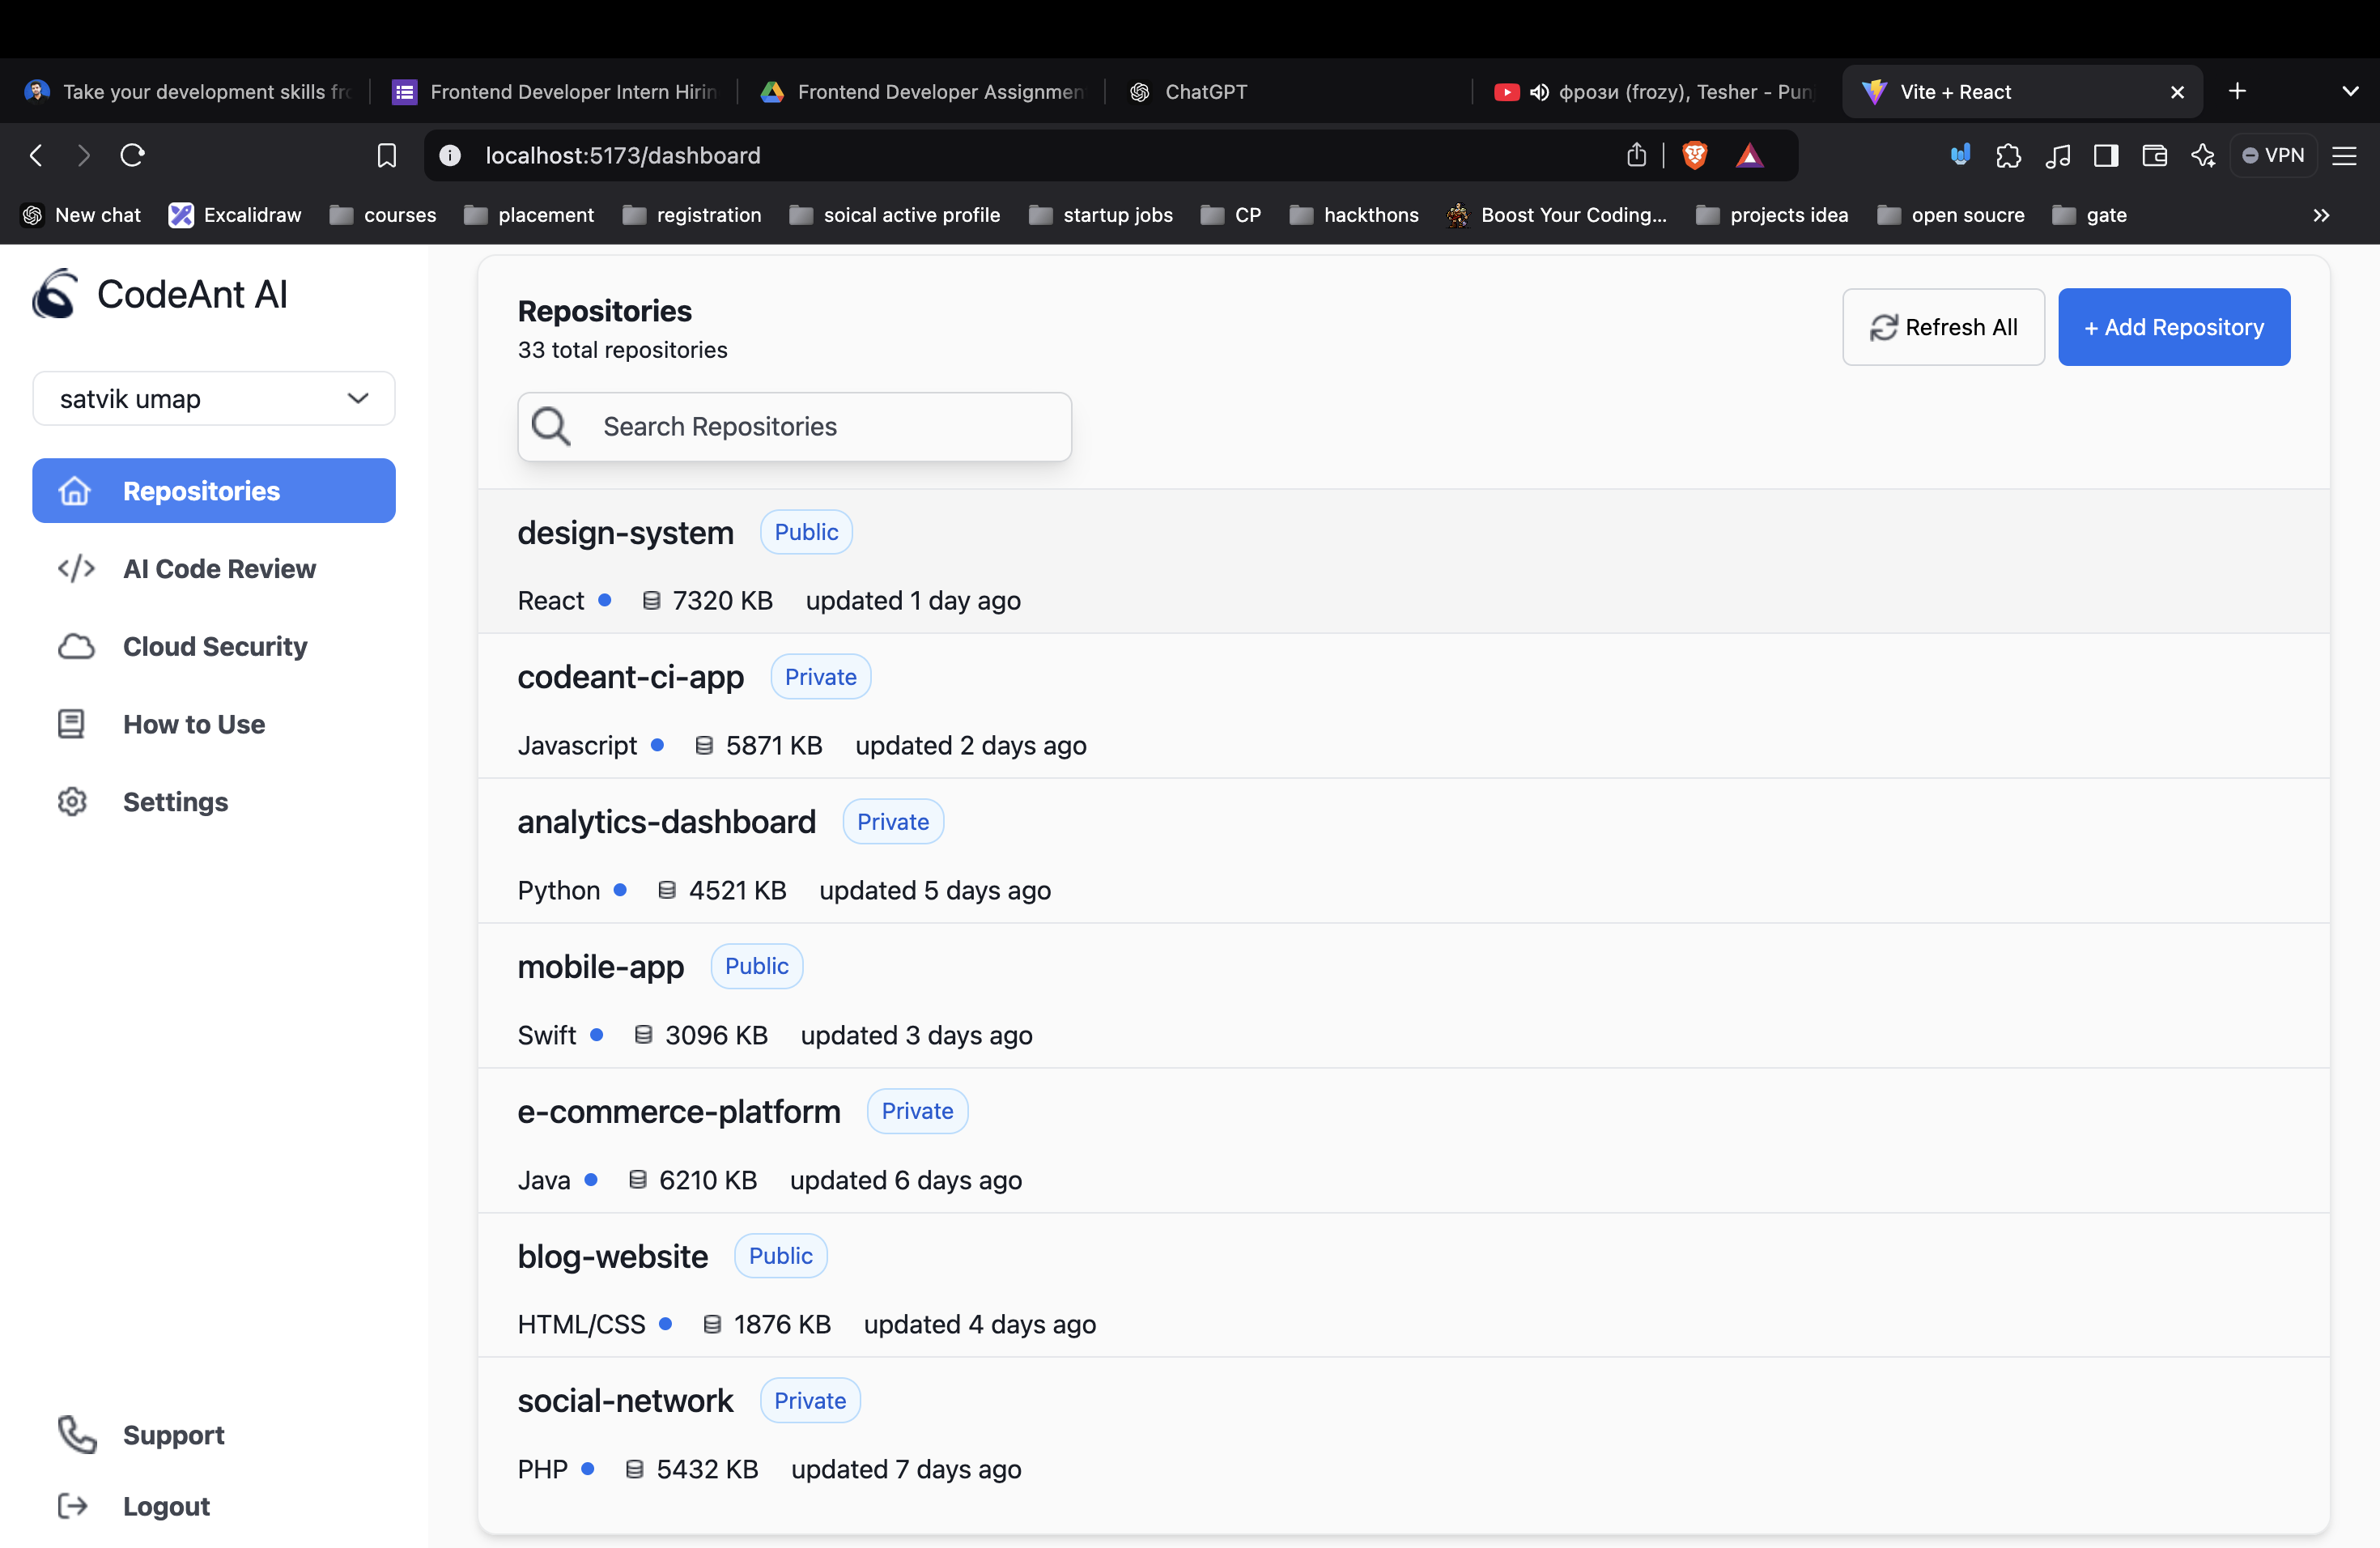 Take your development skills fro
Frontend Developer Intern Hirin
Frontend Developer Assignmen
ChatGPT
фрози (frozy), Tesher - Pun
Vite + React
localhost:5173/dashboard
VPN
New chat
Excalidraw
courses
placement
registration
soical active profile
startup jobs
CP
hackthons
Boost Your Coding...
projects idea
open soucre
gate
CodeAnt AI
satvik umap
Repositories
AI Code Review
Cloud Security
How to Use
Settings
Support
Logout
Repositories
33 total repositories
Refresh All
+ Add Repository
Search Repositories
design-system Public
React 7320 KB updated 1 day ago
codeant-ci-app Private
Javascript 5871 KB updated 2 days ago
analytics-dashboard Private
Python 4521 KB updated 5 days ago
mobile-app Public
Swift 3096 KB updated 3 days ago
e-commerce-platform Private
Java 6210 KB updated 6 days ago
blog-website Public
HTML/CSS 1876 KB updated 4 days ago
social-network Private
PHP 5432 KB updated 7 days ago